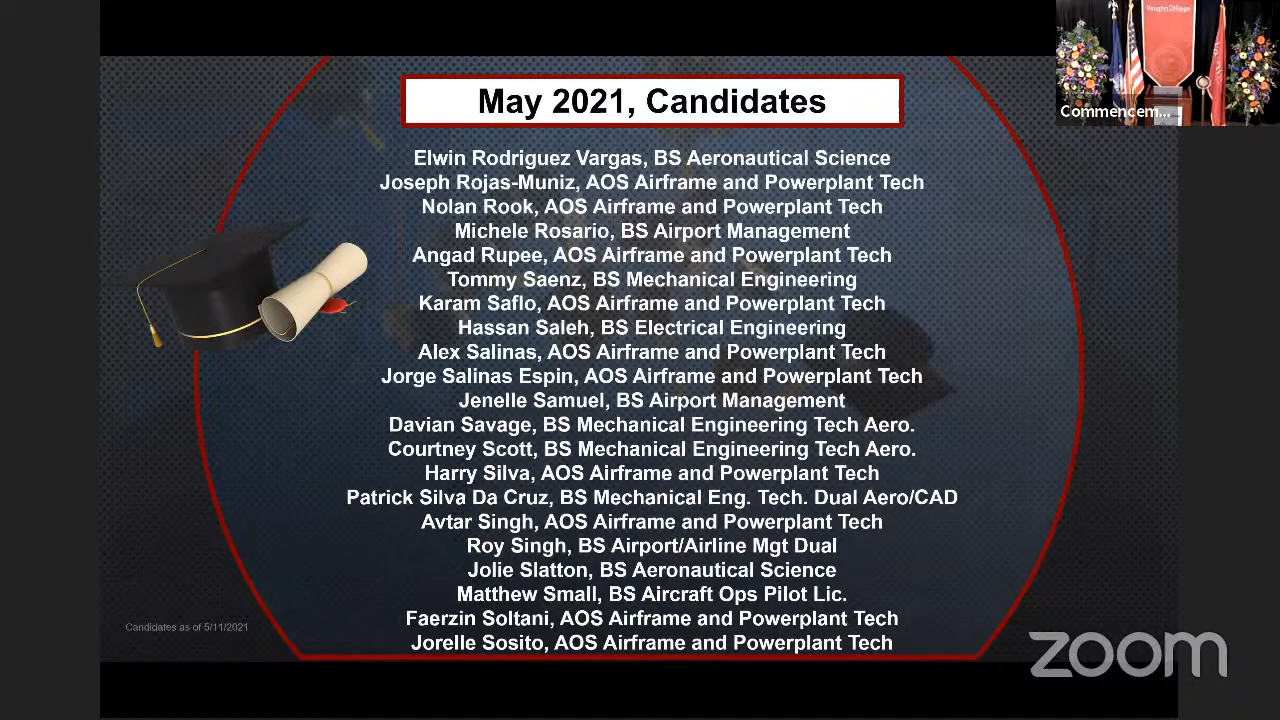 VaughnCollege
Commencem...
May 2021, Candidates
Elwin Rodriguez Vargas, BS Aeronautical Science
Joseph Rojas-Muniz, AOS Airframe and Powerplant Tech
Nolan Rook, AOS Airframe and Powerplant Tech
Michele Rosario, BS Airport Management
Angad Rupee, AOS Airframe and Powerplant Tech
Tommy Saenz, BS Mechanical Engineering
Karam Saflo, AOS Airframe and Powerplant Tech
Hassan Saleh, BS Electrical Engineering
Alex Salinas, AOS Airframe and Powerplant Tech
Jorge Salinas Espin, AOS Airframe and Powerplant Tech
Jenelle Samuel, BS Airport Management
Davian Savage, BS Mechanical Engineering Tech Aero.
Courtney Scott, BS Mechanical Engineering Tech Aero.
Harry Silva, AOS Airframe and Powerplant Tech
Patrick Silva Da Cruz, BS Mechanical Eng. Tech. Dual Aero/CAD
Avtar Singh, AOS Airframe and Powerplant Tech
Roy Singh, BS Airport/Airline Mgt Dual
Jolie Slatton, BS Aeronautical Science
Matthew Small, BS Aircraft Ops Pilot Lic.
Faerzin Soltani, AOS Airframe and Powerplant Tech
Jorelle Sosito, AOS Airframe and Powerplant Tech
Candidates as of 5/11/2021
zoom